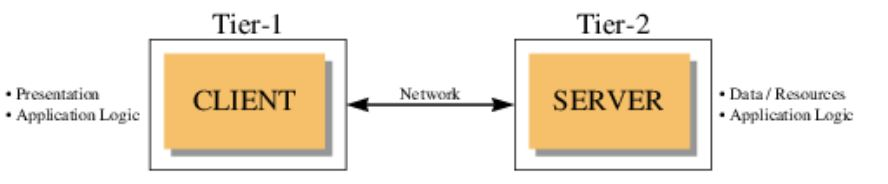 Tier-1
Tier-2
• Presentation
• Application Logic
CLIENT
Network
SERVER
• Data / Resources
• Application Logic